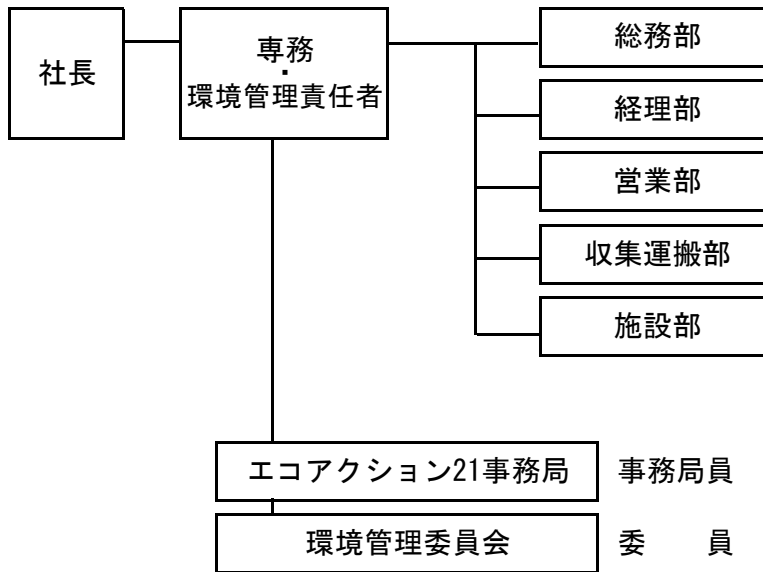 社長
専務
・
環境管理責任者
総務部
経理部
営業部
収集運搬部
施設部
エコアクション21事務局
事務局員
環境管理委員会
委　　員